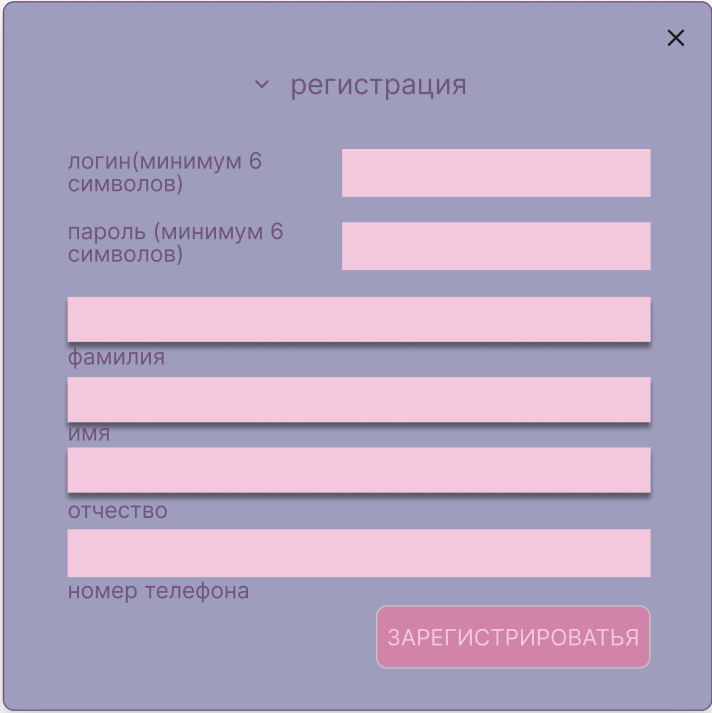 регистрация
логин(минимум 6
символов)
пароль (минимум 6
символов)
фамилия
имя
отчество
номер телефона
ЗАРЕГИСТРИРОВАТЬЯ